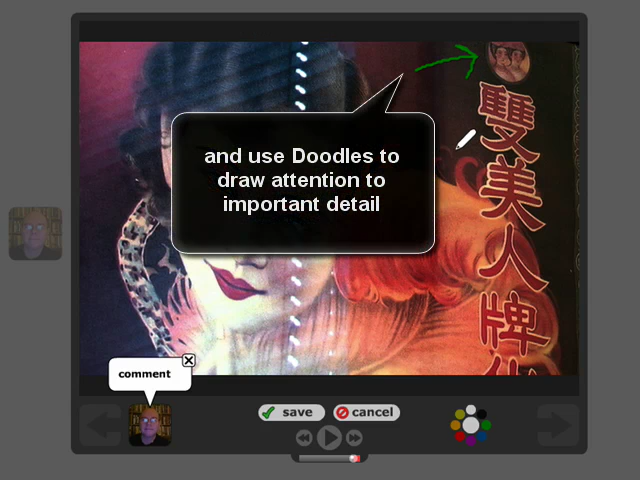 and use Doodles to
draw attention to
important detail
雙美人牌
comment
save
cancel